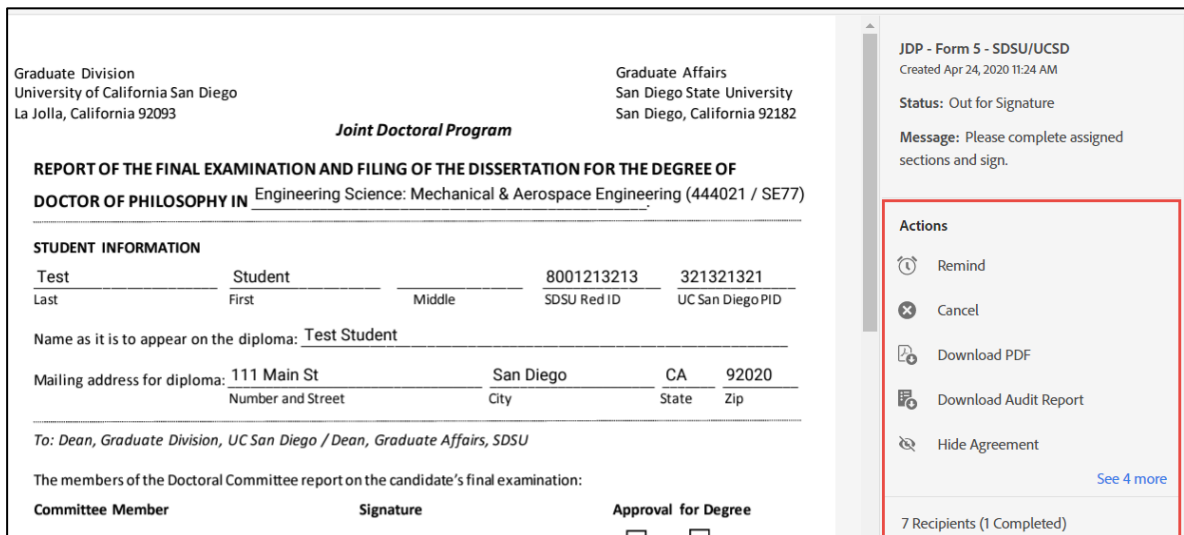 Graduate Division
University of California San Diego
La Jolla, California 92093
Graduate Affairs
San Diego State University
San Diego, California 92182
Joint Doctoral Program
REPORT OF THE FINAL EXAMINATION AND FILING OF THE DISSERTATION FOR THE DEGREE OF
DOCTOR OF PHILOSOPHY IN Engineering Science: Mechanical & Aerospace Engineering (444021 / SE77)
STUDENT INFORMATION
Test Student 8001213213 321321321
Last First Middle SDSU Red ID UC San Diego PID
Name as it is to appear on the diploma: Test Student
Mailing address for diploma: 111 Main St San Diego CA 92020
Number and Street City State Zip
To: Dean, Graduate Division, UC San Diego / Dean, Graduate Affairs, SDSU
The members of the Doctoral Committee report on the candidate's final examination:
Committee Member Signature Approval for Degree
JDP - Form 5 - SDSU/UCSD
Created Apr 24, 2020 11:24 AM
Status: Out for Signature
Message: Please complete assigned
sections and sign.
Actions
Remind
Cancel
Download PDF
Download Audit Report
Hide Agreement
See 4 more
7 Recipients (1 Completed)